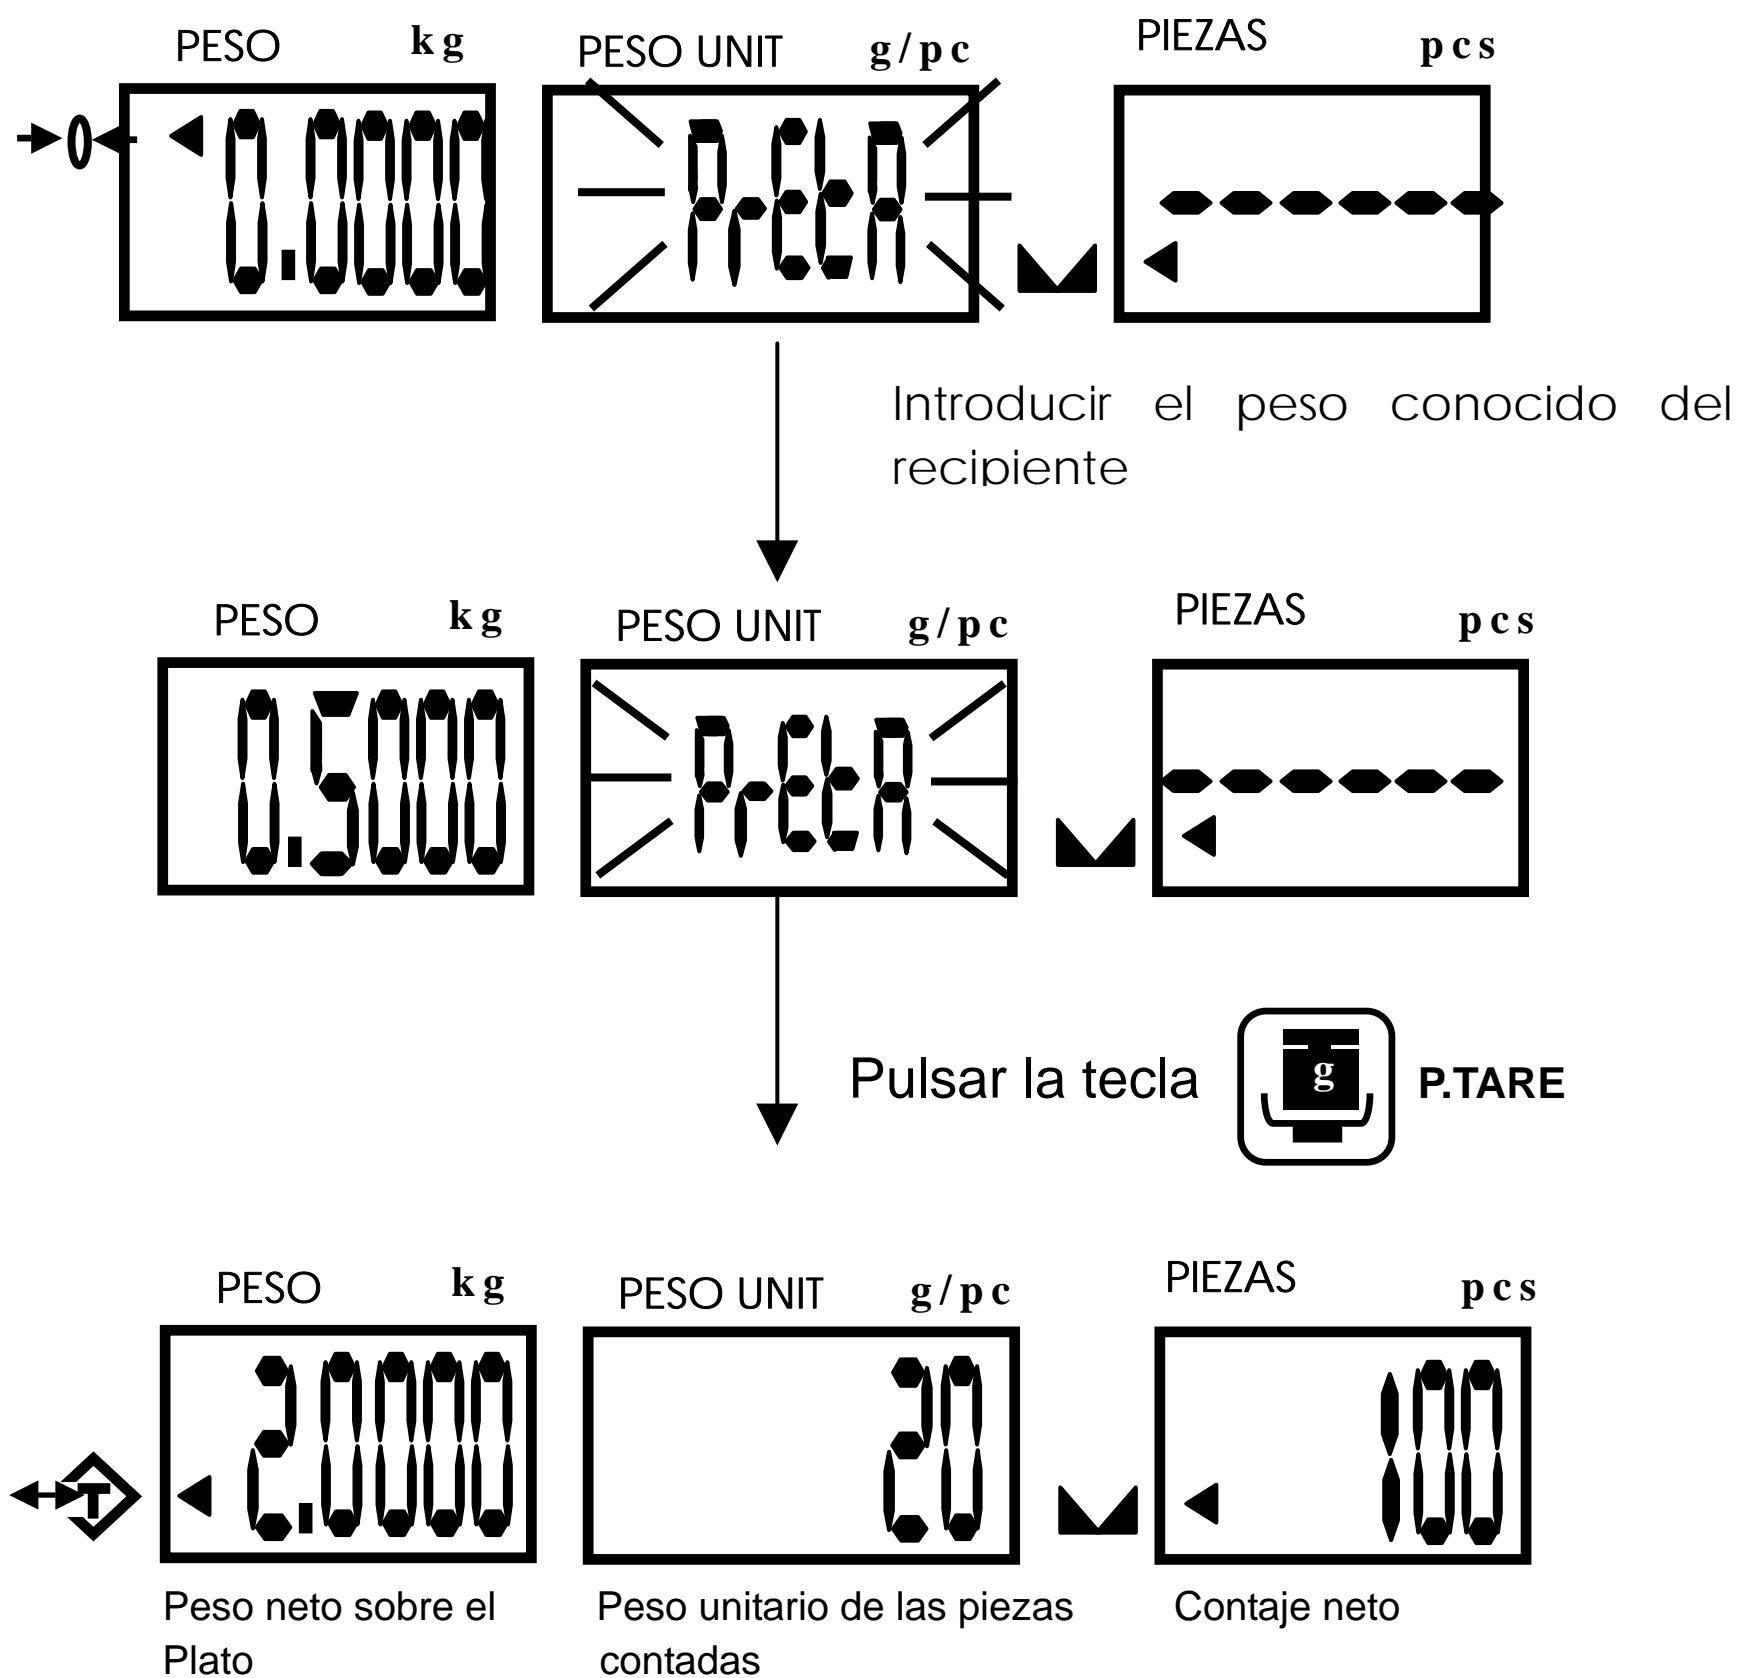 PESO kg PESO UNIT g/pc PIEZAS pcs
0 0.0000 PrEtA ------
Introducir el peso conocido del
recipiente
PESO kg PESO UNIT g/pc PIEZAS pcs
0.5000 PrEtA ------
Pulsar la tecla g P.TARE
PESO kg PESO UNIT g/pc PIEZAS pcs
T 2.0000 20 100
Peso neto sobre el Peso unitario de las piezas Contaje neto
Plato contadas